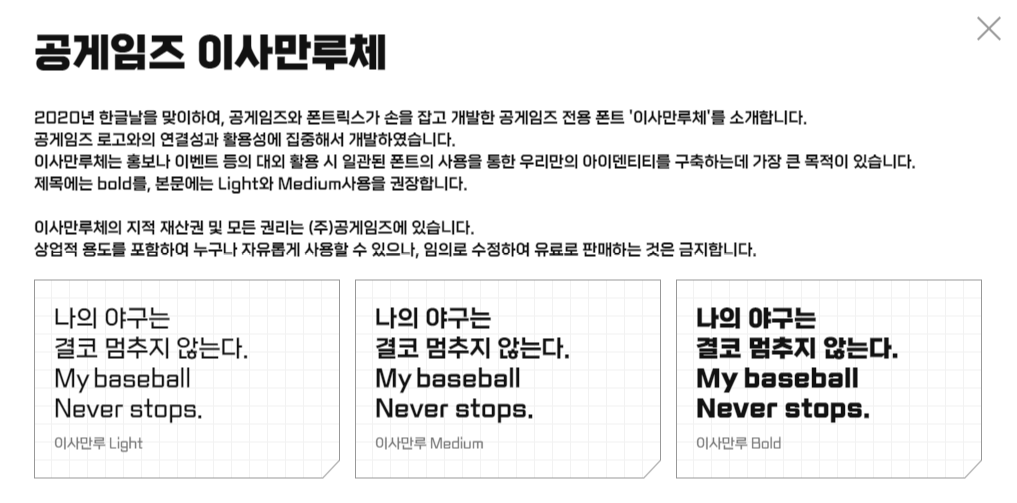 공게임즈 이사만루체
2020년 한글날을 맞이하여, 공게임즈와 폰트릭스가 손을 잡고 개발한 공게임즈 전용 폰트 '이사만루체'를 소개합니다.
공게임즈 로고와의 연결성과 활용성에 집중해서 개발하였습니다.
이사만루체는 홍보나 이벤트 등의 대외 활용 시 일관된 폰트의 사용을 통한 우리만의 아이덴티티를 구축하는데 가장 큰 목적이 있습니다.
제목에는 bold를, 본문에는 Light와 Medium사용을 권장합니다.
이사만루체의 지적 재산권 및 모든 권리는 (주)공게임즈에 있습니다.
상업적 용도를 포함하여 누구나 자유롭게 사용할 수 있으나, 임의로 수정하여 유료로 판매하는 것은 금지합니다.
나의 야구는
결코 멈추지 않는다.
My baseball
Never stops.
이사만루 Light
나의 야구는
결코 멈추지 않는다.
My baseball
Never stops.
이사만루 Medium
나의 야구는
결코 멈추지 않는다.
My baseball
Never stops.
이사만루 Bold